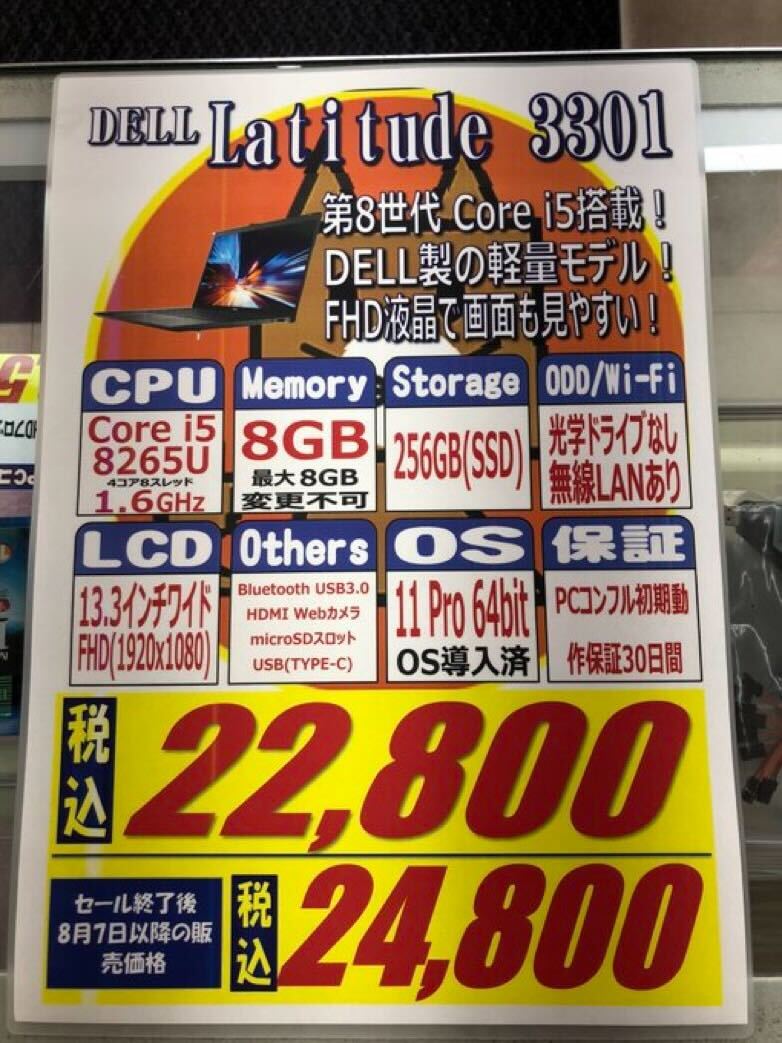 DELL Latitude 3301
第8世代 Core i5搭載！
DELL製の軽量モデル！
FHD液晶で画面も見やすい！
CPU
Core i5
8265U
4コア8スレッド
1.6GHz
Memory
8GB
最大8GB
変更不可
Storage
256GB(SSD)
ODD/Wi-Fi
光学ドライブなし
無線LANあり
LCD
13.3インチワイド
FHD(1920x1080)
Others
Bluetooth USB3.0
HDMI Webカメラ
microSDスロット
USB(TYPE-C)
OS
11 Pro 64bit
OS導入済
保証
PCコンフル初期動
作保証30日間
税込
22,800
セール終了後
8月7日以降の販
売価格
税込
24,800